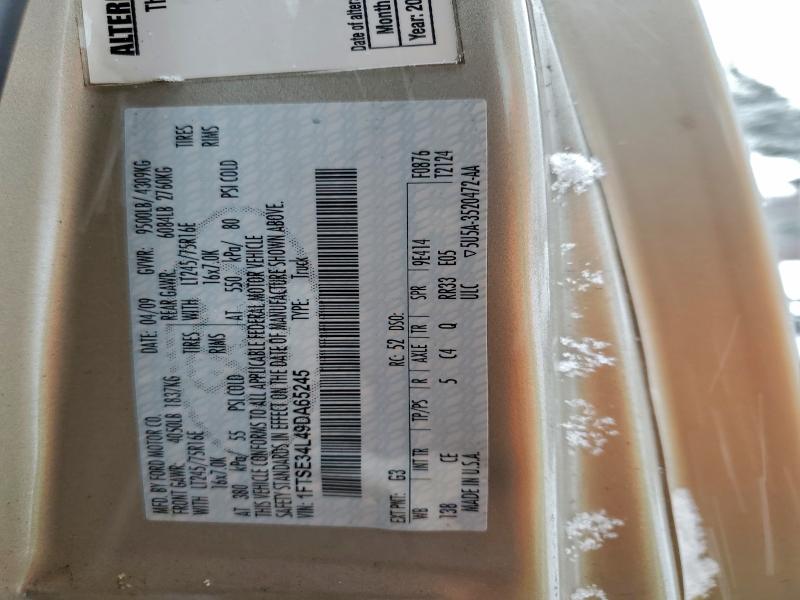 ALTER
Th
Date of alter
Month
Year: 20
MFD. BY FORD MOTOR CO.
DATE: 04/09 GVWR: 9500LB/ 4309KG
FRONT GAWR: 4050LB 1837KG REAR GAWR: 6084LB 2760KG
LT245/75R16E TIRES WITH LT245/75R16E TIRES
16x7.0K RIMS 16x7.0K RIMS
AT 380 kPa/ 55 PSI COLD AT 550 kPa/ 80 PSI COLD
THIS VEHICLE CONFORMS TO ALL APPLICABLE FEDERAL MOTOR VEHICLE
SAFETY STANDARDS IN EFFECT ON THE DATE OF MANUFACTURE SHOWN ABOVE.
VIN: 1FTSE34L49DA65245 TYPE: Truck
EXT PNT: G3 RC: 52 DSO: F0876
WB INT TR TP/PS R AXLE TR SPR 9E414 T2124
138 CE 5 C4 Q RR33 E05
MADE IN U.S.A. ULC ▽5U5A-3520472-AA